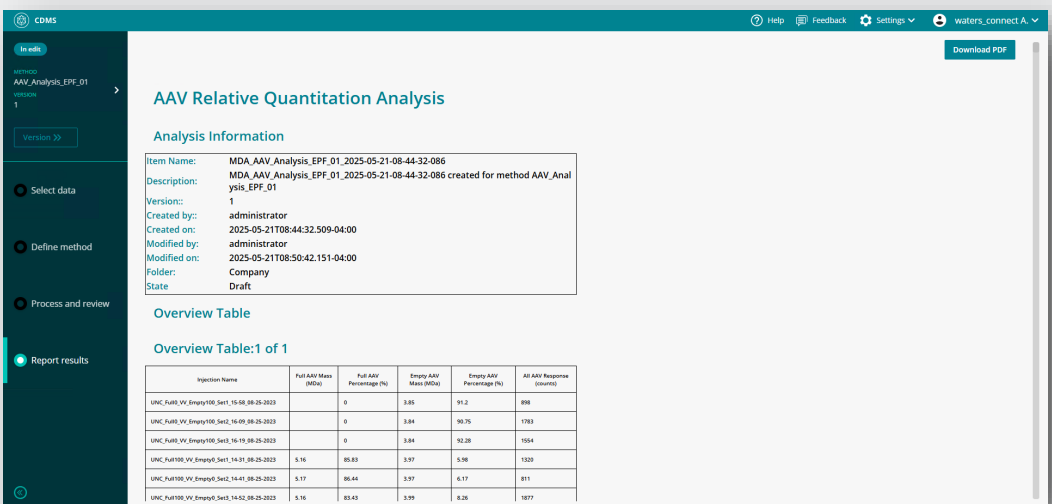 CDMS
Help Feedback Settings waters_connect A.
In edit
METHOD
AAV_Analysis_EPF_01
VERSION
1
Version
Select data
Define method
Process and review
Report results
Download PDF
AAV Relative Quantitation Analysis
Analysis Information
Item Name: MDA_AAV_Analysis_EPF_01_2025-05-21-08-44-32-086
Description: MDA_AAV_Analysis_EPF_01_2025-05-21-08-44-32-086 created for method AAV_Anal
ysis_EPF_01
Version:: 1
Created by:: administrator
Created on: 2025-05-21T08:44:32.509-04:00
Modified by: administrator
Modified on: 2025-05-21T08:50:42.151-04:00
Folder: Company
State Draft
Overview Table
Overview Table:1 of 1
Injection Name Full AAV Mass (MDa) Full AAV Percentage (%) Empty AAV Mass (MDa) Empty AAV Percentage (%) All AAV Response (counts)
UNC_Full0_VV_Empty100_Set1_15-58_08-25-2023 0 3.85 91.2 898
UNC_Full0_VV_Empty100_Set2_16-09_08-25-2023 0 3.84 90.75 1783
UNC_Full0_VV_Empty100_Set3_16-19_08-25-2023 0 3.84 92.28 1554
UNC_Full100_VV_Empty0_Set1_14-31_08-25-2023 5.16 85.83 3.97 5.98 1320
UNC_Full100_VV_Empty0_Set2_14-41_08-25-2023 5.17 86.44 3.97 6.17 811
UNC_Full100_VV_Empty0_Set3_14-52_08-25-2023 5.16 83.43 3.99 8.26 1877